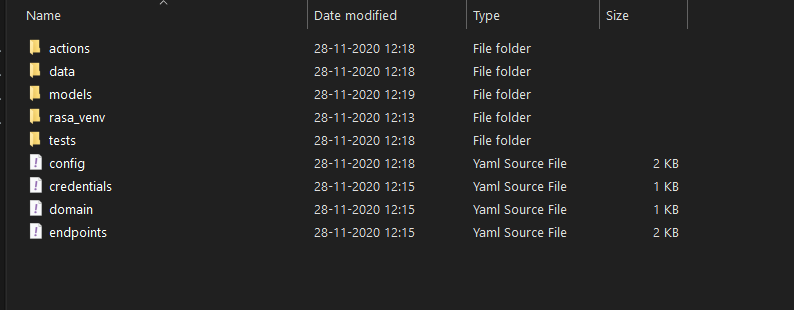 Name Date modified Type Size
actions 28-11-2020 12:18 File folder
data 28-11-2020 12:18 File folder
models 28-11-2020 12:19 File folder
rasa_venv 28-11-2020 12:13 File folder
tests 28-11-2020 12:18 File folder
config 28-11-2020 12:18 Yaml Source File 2 KB
credentials 28-11-2020 12:15 Yaml Source File 1 KB
domain 28-11-2020 12:15 Yaml Source File 1 KB
endpoints 28-11-2020 12:15 Yaml Source File 2 KB